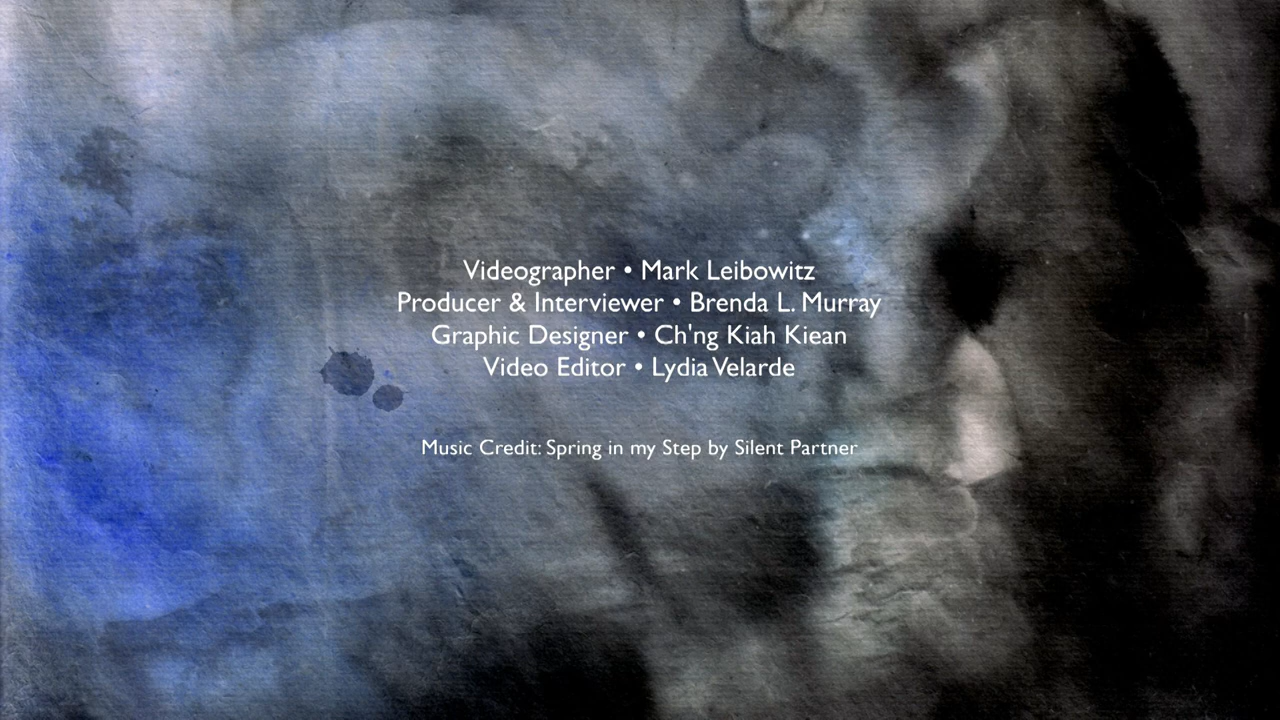 Videographer • Mark Leibowitz
Producer & Interviewer • Brenda L. Murray
Graphic Designer • Ch'ng Kiah Kiean
Video Editor • Lydia Velarde
Music Credit: Spring in my Step by Silent Partner